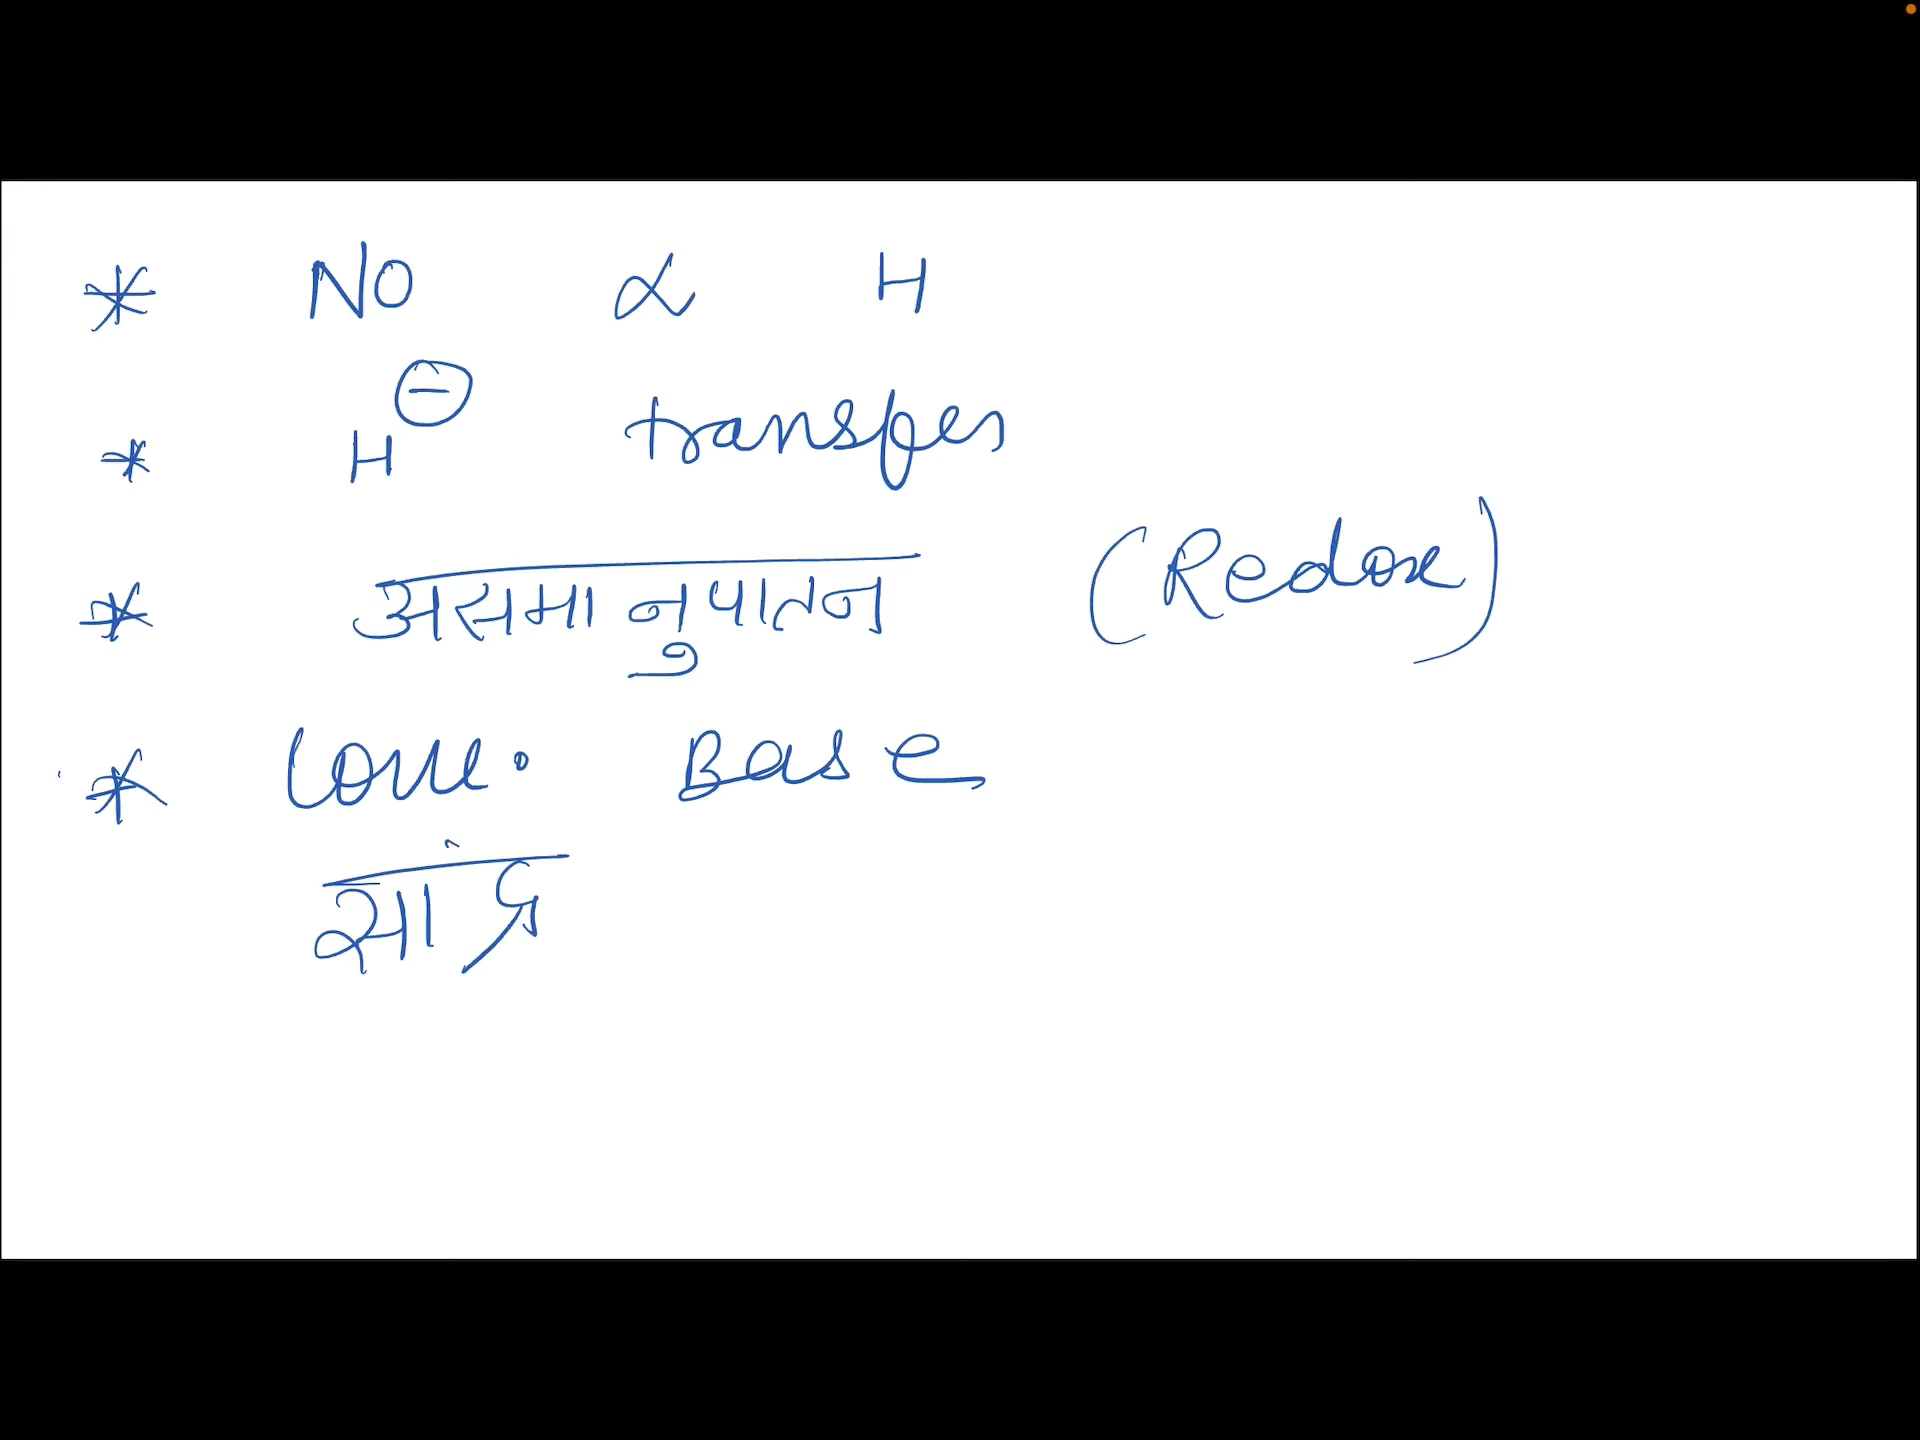 * No α H
* H⊖ transfer
* असमानुपातन (Redox)
* Conc. Base
सांद्र